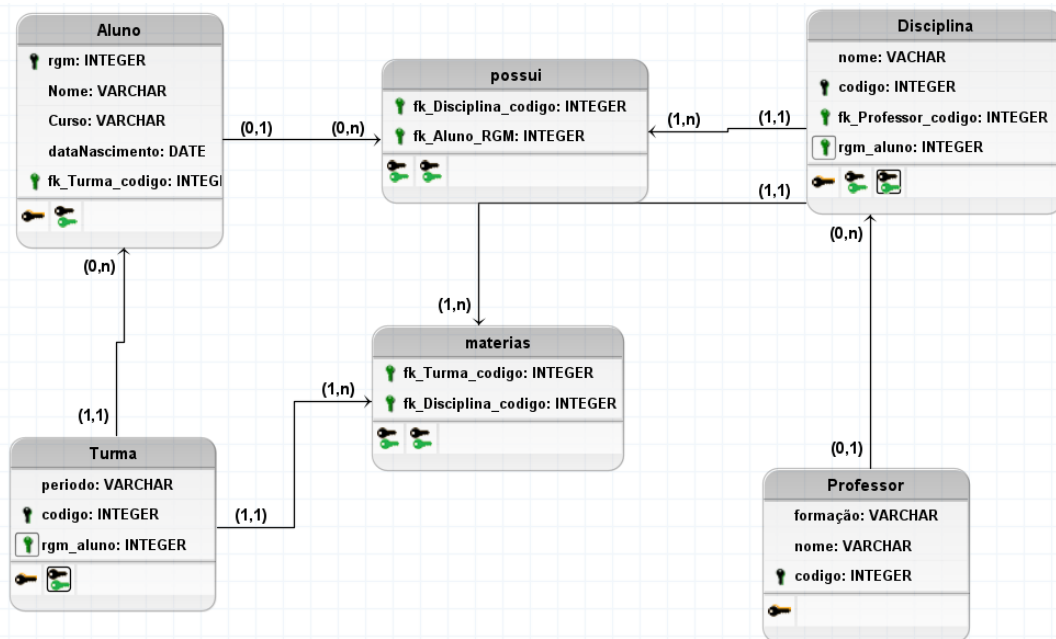 Aluno
rgm: INTEGER
Nome: VARCHAR
Curso: VARCHAR
dataNascimento: DATE
fk_Turma_codigo: INTEGI
(0,1)
(0,n)
possui
fk_Disciplina_codigo: INTEGER
fk_Aluno_RGM: INTEGER
(1,n)
(1,1)
Disciplina
nome: VACHAR
codigo: INTEGER
fk_Professor_codigo: INTEGER
rgm_aluno: INTEGER
(1,1)
(0,n)
(0,n)
(1,n)
materias
fk_Turma_codigo: INTEGER
fk_Disciplina_codigo: INTEGER
(1,n)
(1,1)
Turma
periodo: VARCHAR
codigo: INTEGER
rgm_aluno: INTEGER
(1,1)
(0,1)
Professor
formação: VARCHAR
nome: VARCHAR
codigo: INTEGER